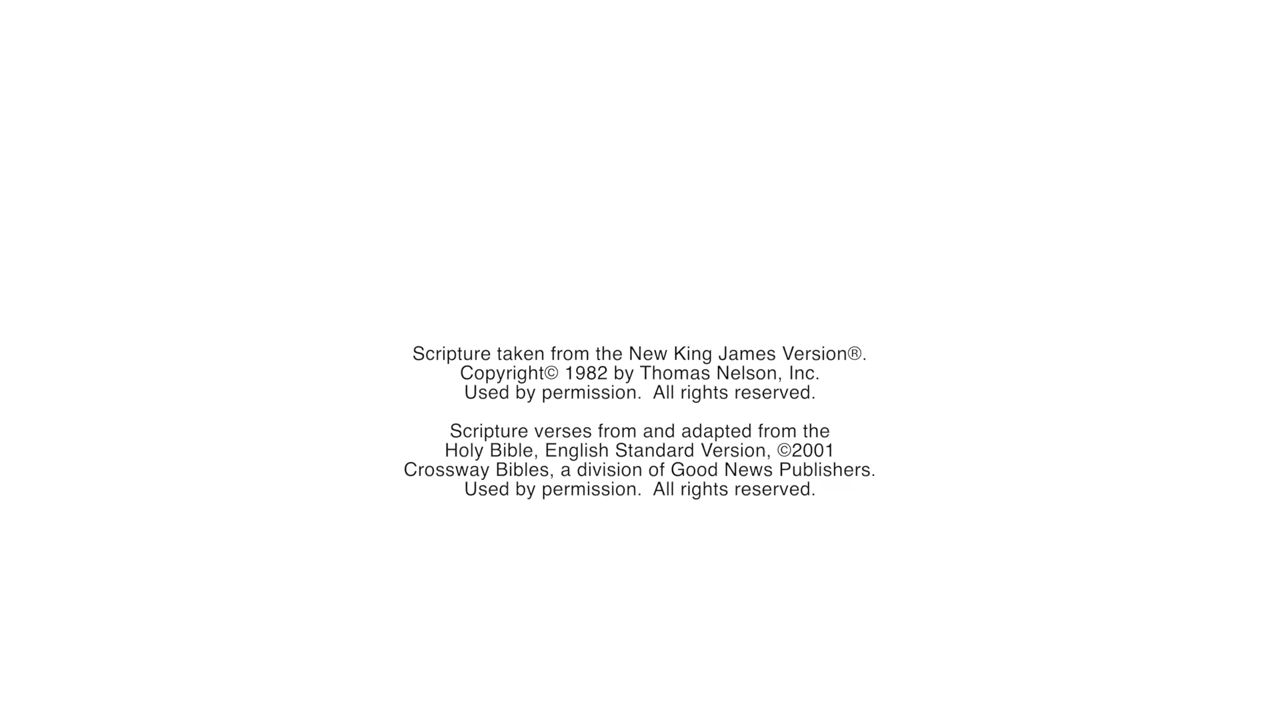 Scripture taken from the New King James Version®.
Copyright© 1982 by Thomas Nelson, Inc.
Used by permission.  All rights reserved.
Scripture verses from and adapted from the
Holy Bible, English Standard Version, ©2001
Crossway Bibles, a division of Good News Publishers.
Used by permission.  All rights reserved.